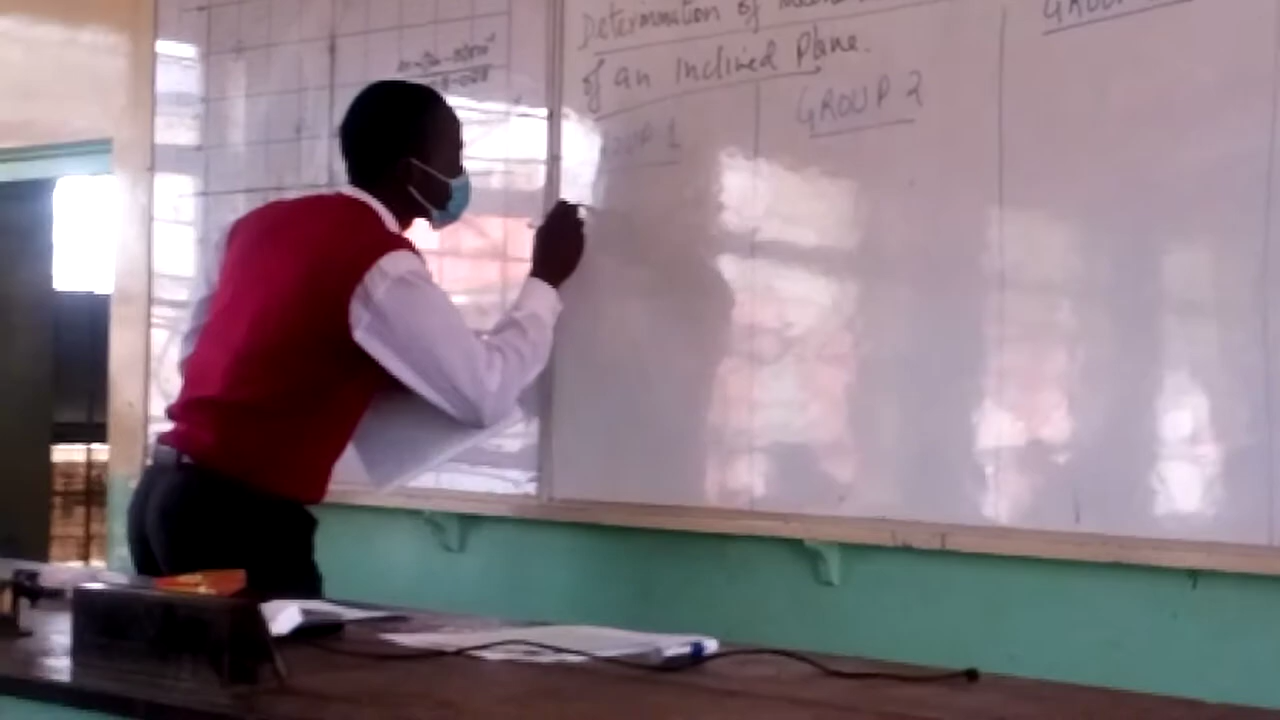 Determination of
of an Inclined Plane.
GROUP 2
GROUP 1
GROUP